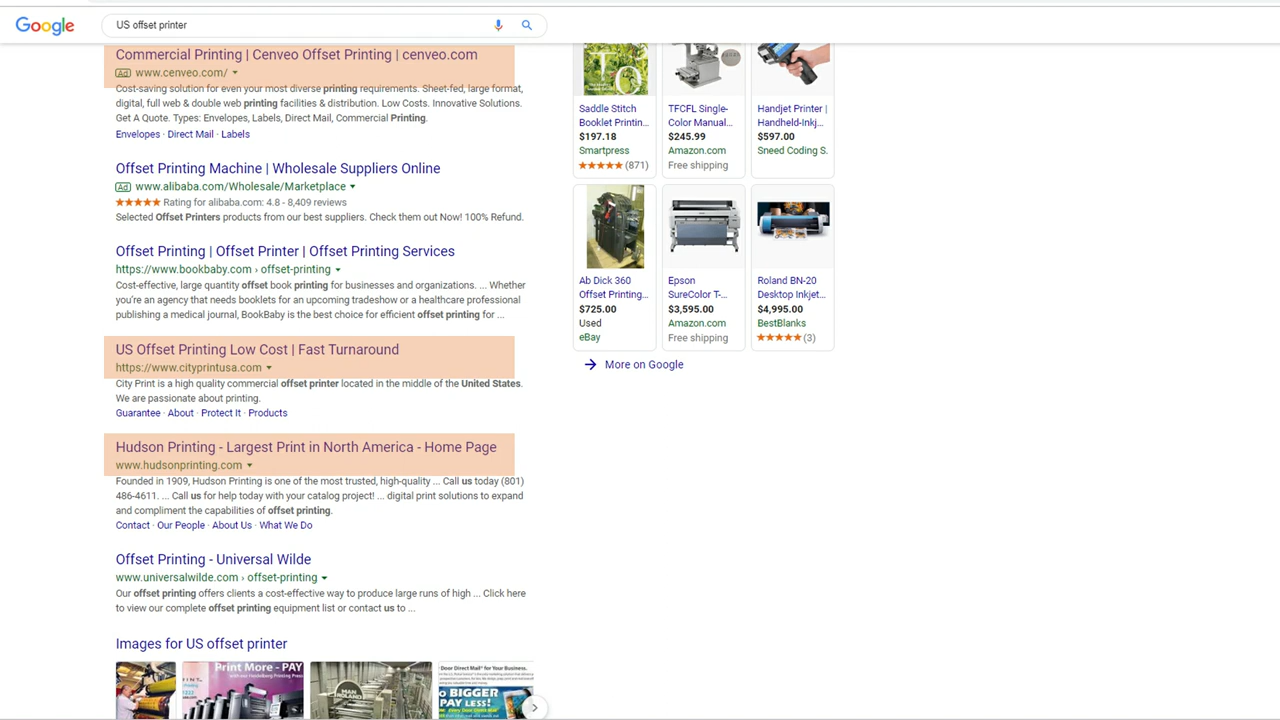 Google
US offset printer
Commercial Printing | Cenveo Offset Printing | cenveo.com
Ad www.cenveo.com/
Cost-saving solution for even your most diverse printing requirements. Sheet-fed, large format,
digital, full web & double web printing facilities & distribution. Low Costs. Innovative Solutions.
Get A Quote. Types: Envelopes, Labels, Direct Mail, Commercial Printing.
Envelopes · Direct Mail · Labels
Offset Printing Machine | Wholesale Suppliers Online
Ad www.alibaba.com/Wholesale/Marketplace
Rating for alibaba.com: 4.8 - 8,409 reviews
Selected Offset Printers products from our best suppliers. Check them out Now! 100% Refund.
Offset Printing | Offset Printer | Offset Printing Services
https://www.bookbaby.com › offset-printing
Cost-effective, large quantity offset book printing for businesses and organizations. ... Whether
you're an agency that needs booklets for an upcoming tradeshow or a healthcare professional
publishing a medical journal, BookBaby is the best choice for efficient offset printing for ...
US Offset Printing Low Cost | Fast Turnaround
https://www.cityprintusa.com
City Print is a high quality commercial offset printer located in the middle of the United States.
We are passionate about printing.
Guarantee · About · Protect It · Products
Hudson Printing - Largest Print in North America - Home Page
www.hudsonprinting.com
Founded in 1909, Hudson Printing is one of the most trusted, high-quality ... Call us today (801)
486-4611. ... Call us for help today with your catalog project! ... digital print solutions to expand
and compliment the capabilities of offset printing.
Contact · Our People · About Us · What We Do
Offset Printing - Universal Wilde
www.universalwilde.com › offset-printing
Our offset printing offers clients a cost-effective way to produce large runs of high ... Click here
to view our complete offset printing equipment list or contact us to ...
Images for US offset printer
Print More - PAY
MAN
ROLAND
Door Direct Mail® for Your Business.
O BIGGER
PAY LESS!
Saddle Stitch
Booklet Printin...
$197.18
Smartpress
(871)
TFCFL Single-
Color Manual...
$245.99
Amazon.com
Free shipping
Handjet Printer |
Handheld-Inkj...
$597.00
Sneed Coding S.
Ab Dick 360
Offset Printing...
$725.00
Used
eBay
Epson
SureColor T-...
$3,595.00
Amazon.com
Free shipping
Roland BN-20
Desktop Inkjet...
$4,995.00
BestBlanks
(3)
More on Google